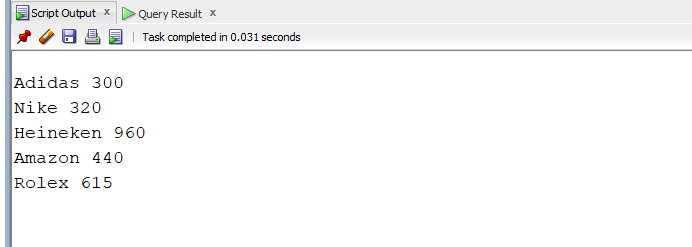 Script Output x Query Result x
Task completed in 0.031 seconds
Adidas 300
Nike 320
Heineken 960
Amazon 440
Rolex 615